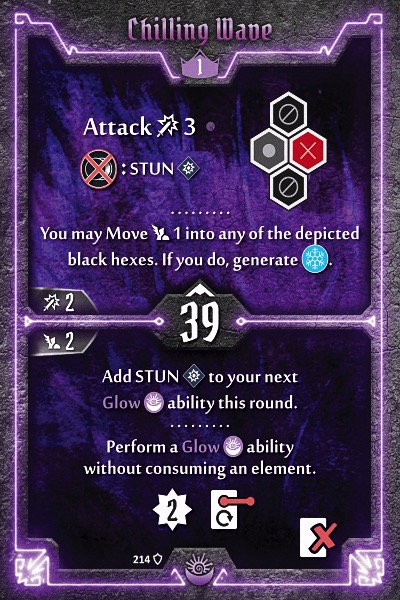 Chilling Wave
1
Attack 3
: STUN
You may Move 1 into any of the depicted
black hexes. If you do, generate .
2
39
2
Add STUN to your next
Glow ability this round.
Perform a Glow ability
without consuming an element.
2
214